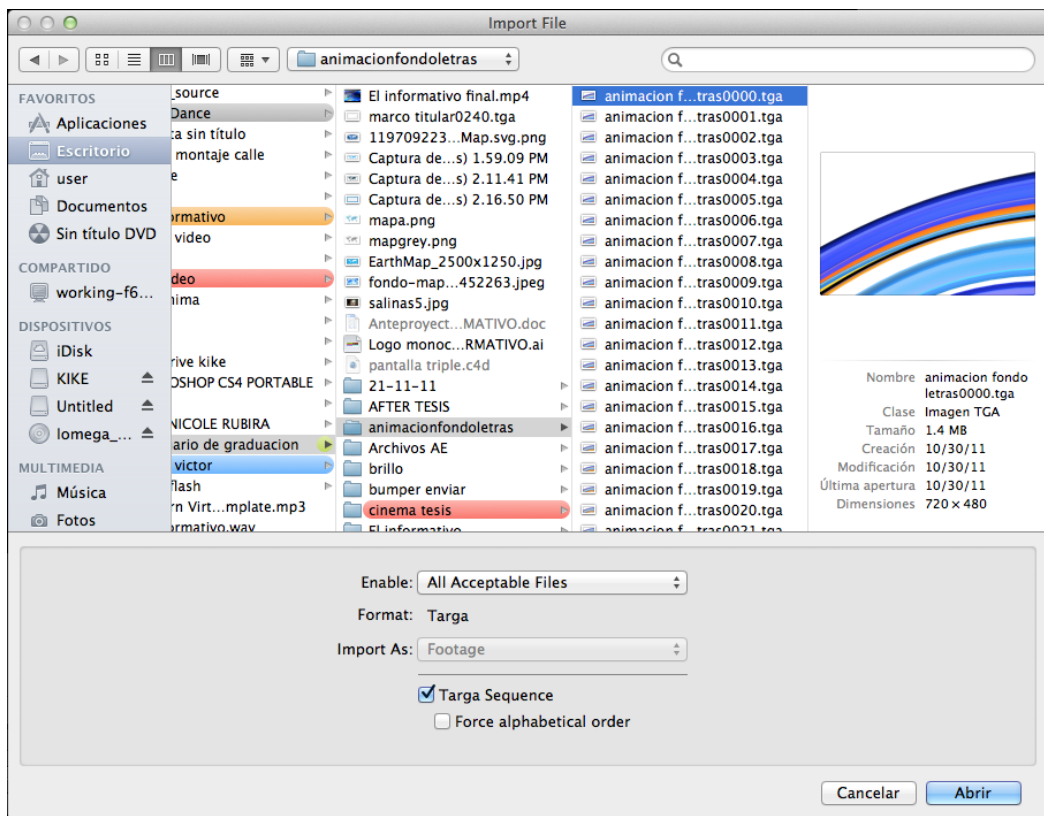 Import File
animacionfondoletras
FAVORITOS
Aplicaciones
Escritorio
user
Documentos
Sin título DVD
COMPARTIDO
working-f6...
DISPOSITIVOS
iDisk
KIKE
Untitled
Iomega_...
MULTIMEDIA
Música
Fotos
_source
Dance
ta sin título
montaje calle
e
ormativo
video
deo
nima
rive kike
OSHOP CS4 PORTABLE
NICOLE RUBIRA
ario de graduacion
victor
flash
rn Virt...mplate.mp3
ormativo.wav
El informativo final.mp4
marco titular0240.tga
119709223...Map.svg.png
Captura de...s) 1.59.09 PM
Captura de...s) 2.11.41 PM
Captura de...s) 2.16.50 PM
mapa.png
mapgrey.png
EarthMap_2500x1250.jpg
fondo-map...452263.jpeg
salinas5.jpg
Anteproyect...MATIVO.doc
Logo monoc...RMATIVO.ai
pantalla triple.c4d
21-11-11
AFTER TESIS
animacionfondoletras
Archivos AE
brillo
bumper enviar
cinema tesis
El informativo
animacion f...tras0000.tga
animacion f...tras0001.tga
animacion f...tras0002.tga
animacion f...tras0003.tga
animacion f...tras0004.tga
animacion f...tras0005.tga
animacion f...tras0006.tga
animacion f...tras0007.tga
animacion f...tras0008.tga
animacion f...tras0009.tga
animacion f...tras0010.tga
animacion f...tras0011.tga
animacion f...tras0012.tga
animacion f...tras0013.tga
animacion f...tras0014.tga
animacion f...tras0015.tga
animacion f...tras0016.tga
animacion f...tras0017.tga
animacion f...tras0018.tga
animacion f...tras0019.tga
animacion f...tras0020.tga
animacion f...tras0021.tga
Nombre animacion fondo
letras0000.tga
Clase Imagen TGA
Tamaño 1.4 MB
Creación 10/30/11
Modificación 10/30/11
Última apertura 10/30/11
Dimensiones 720 × 480
Enable: All Acceptable Files
Format: Targa
Import As: Footage
Targa Sequence
Force alphabetical order
Cancelar
Abrir